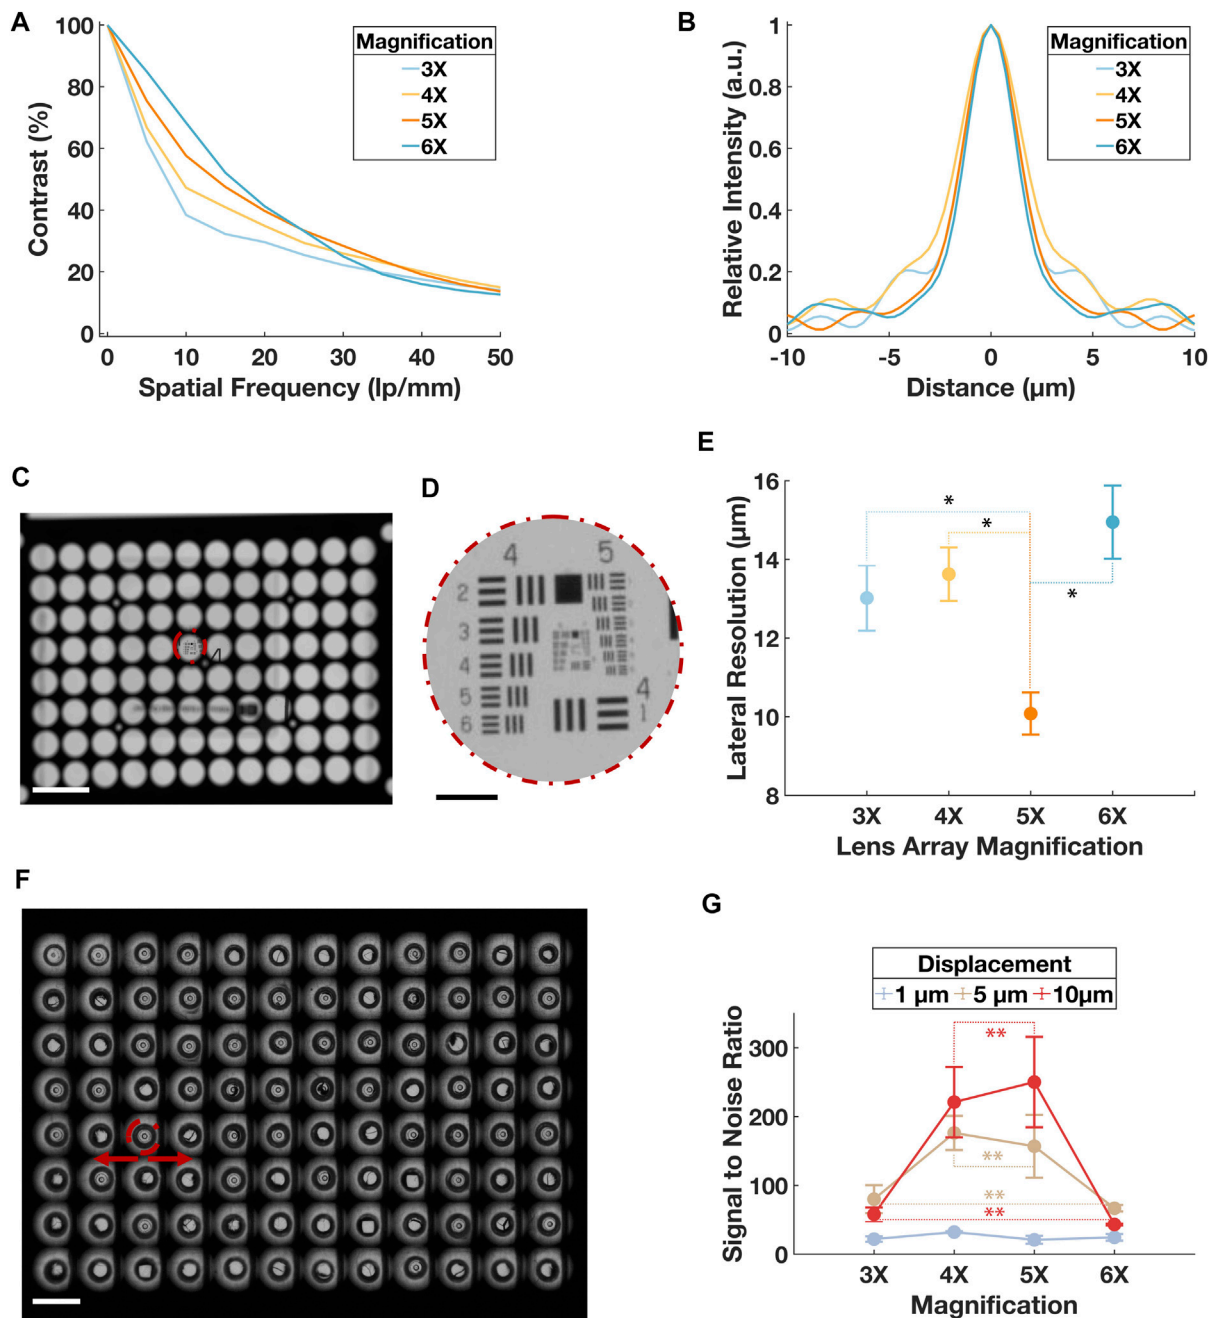 A
100
80
60
40
20
0
Contrast (%)
0 10 20 30 40 50
Spatial Frequency (lp/mm)
Magnification
3X
4X
5X
6X
B
1
0.8
0.6
0.4
0.2
0
Relative Intensity (a.u.)
-10 -5 0 5 10
Distance (µm)
Magnification
3X
4X
5X
6X
C
4
D
4 5
2
3
4
5
6
4
1
E
16
14
12
10
8
Lateral Resolution (µm)
* * *
3X 4X 5X 6X
Lens Array Magnification
F
G
Displacement
1 µm 5 µm 10µm
300
200
100
0
Signal to Noise Ratio
**
**
**
**
3X 4X 5X 6X
Magnification